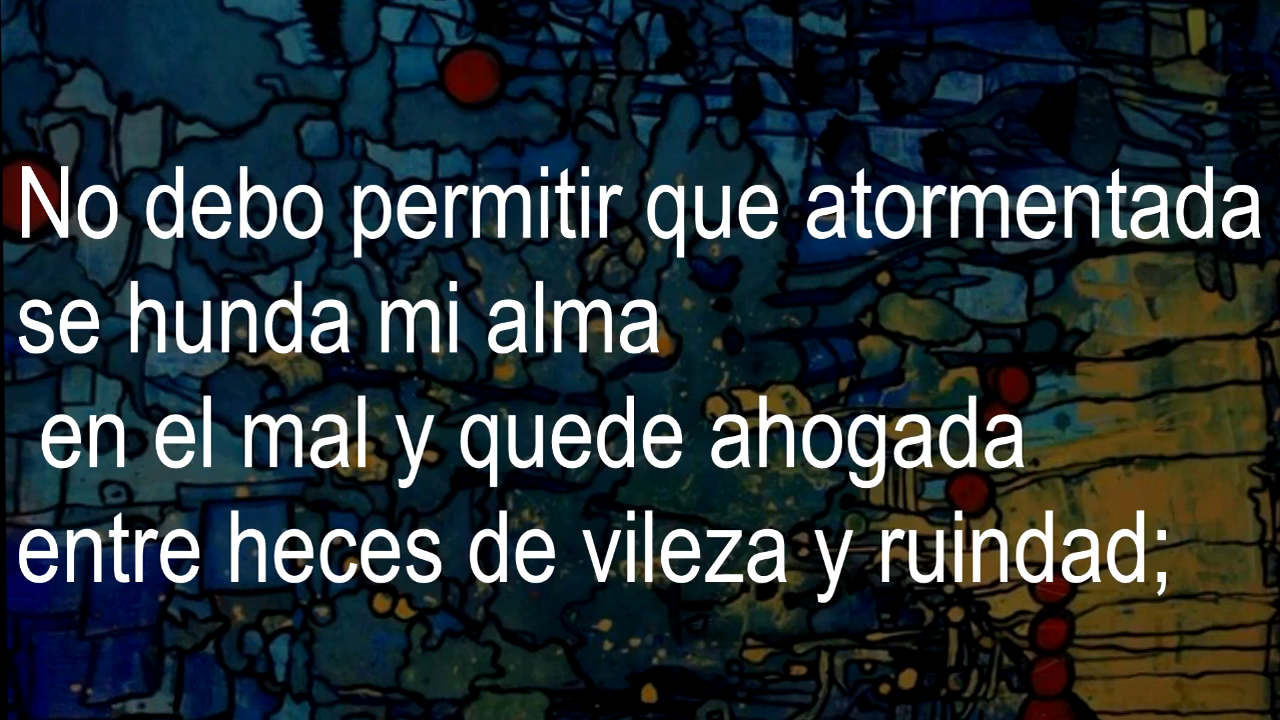 No debo permitir que atormentada
se hunda mi alma
en el mal y quede ahogada
entre heces de vileza y ruindad;